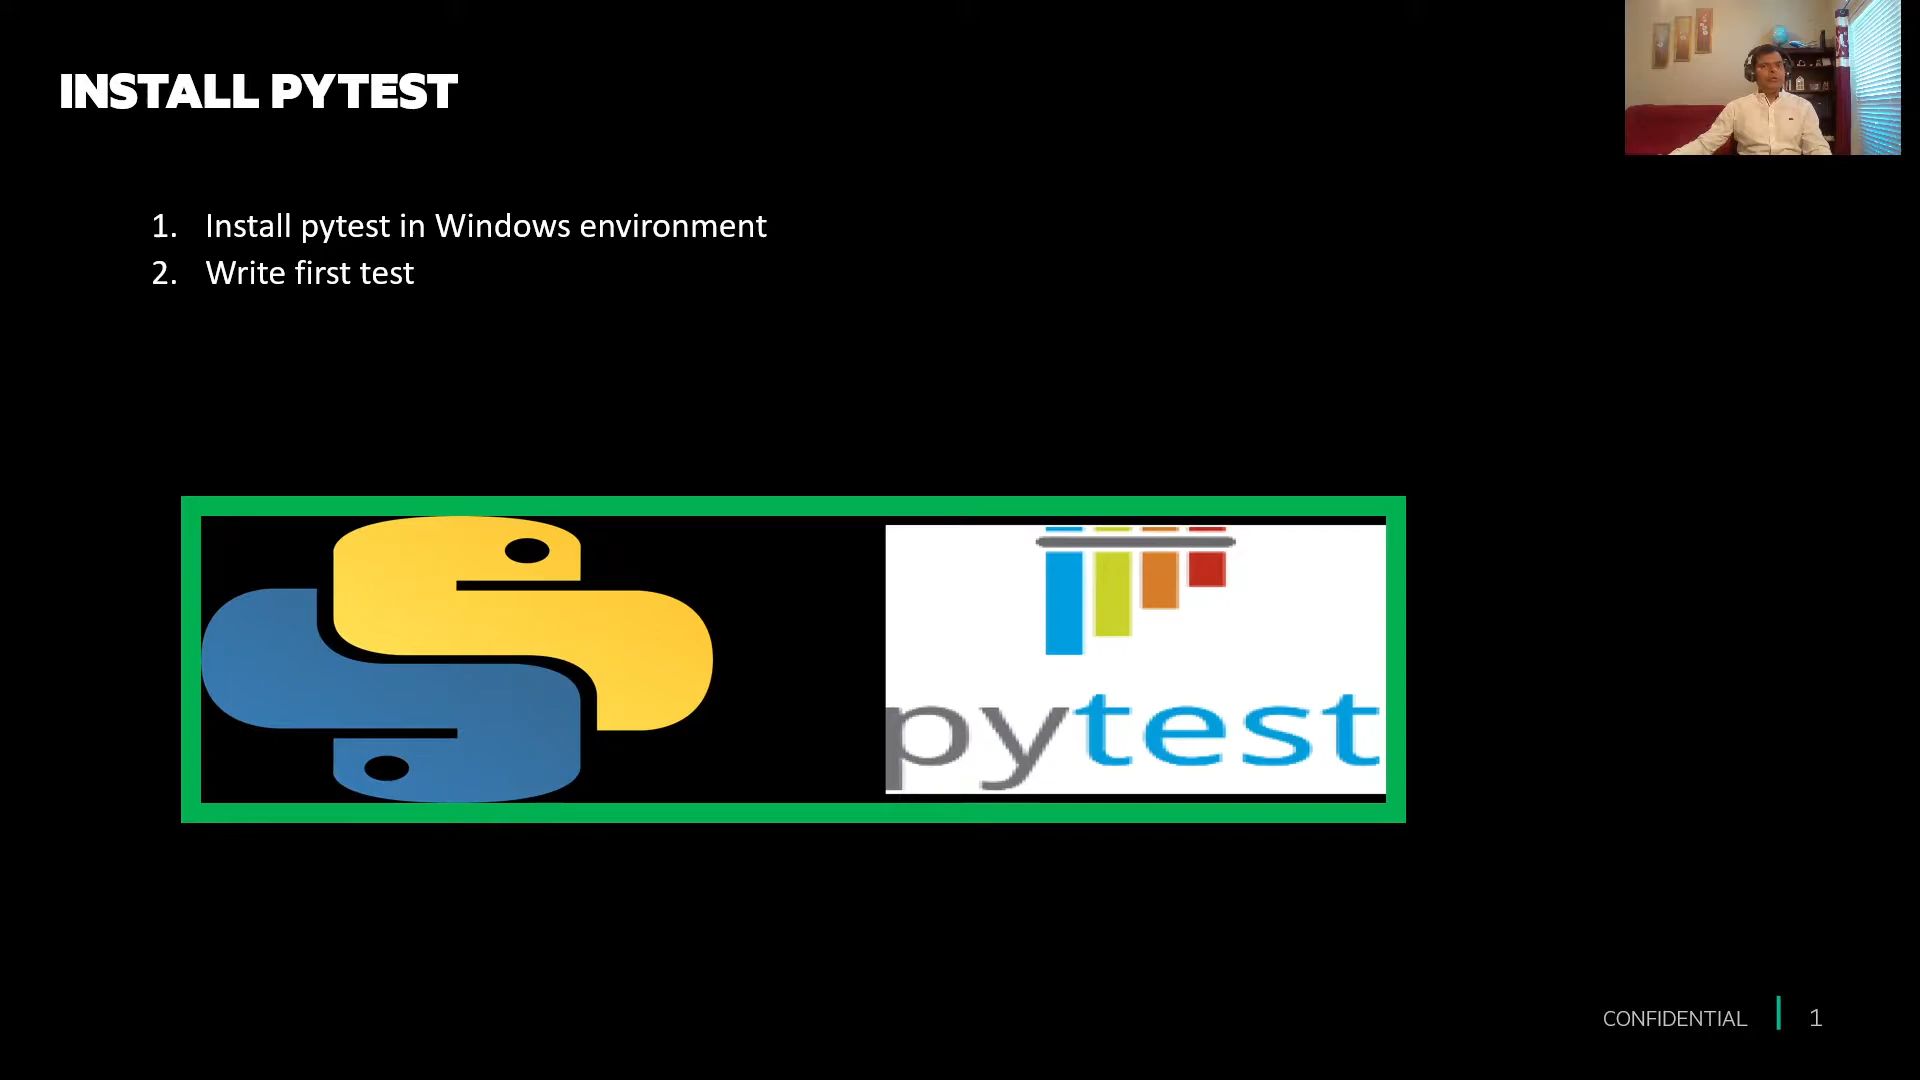 INSTALL PYTEST
1. Install pytest in Windows environment
2. Write first test
pytest
CONFIDENTIAL
1